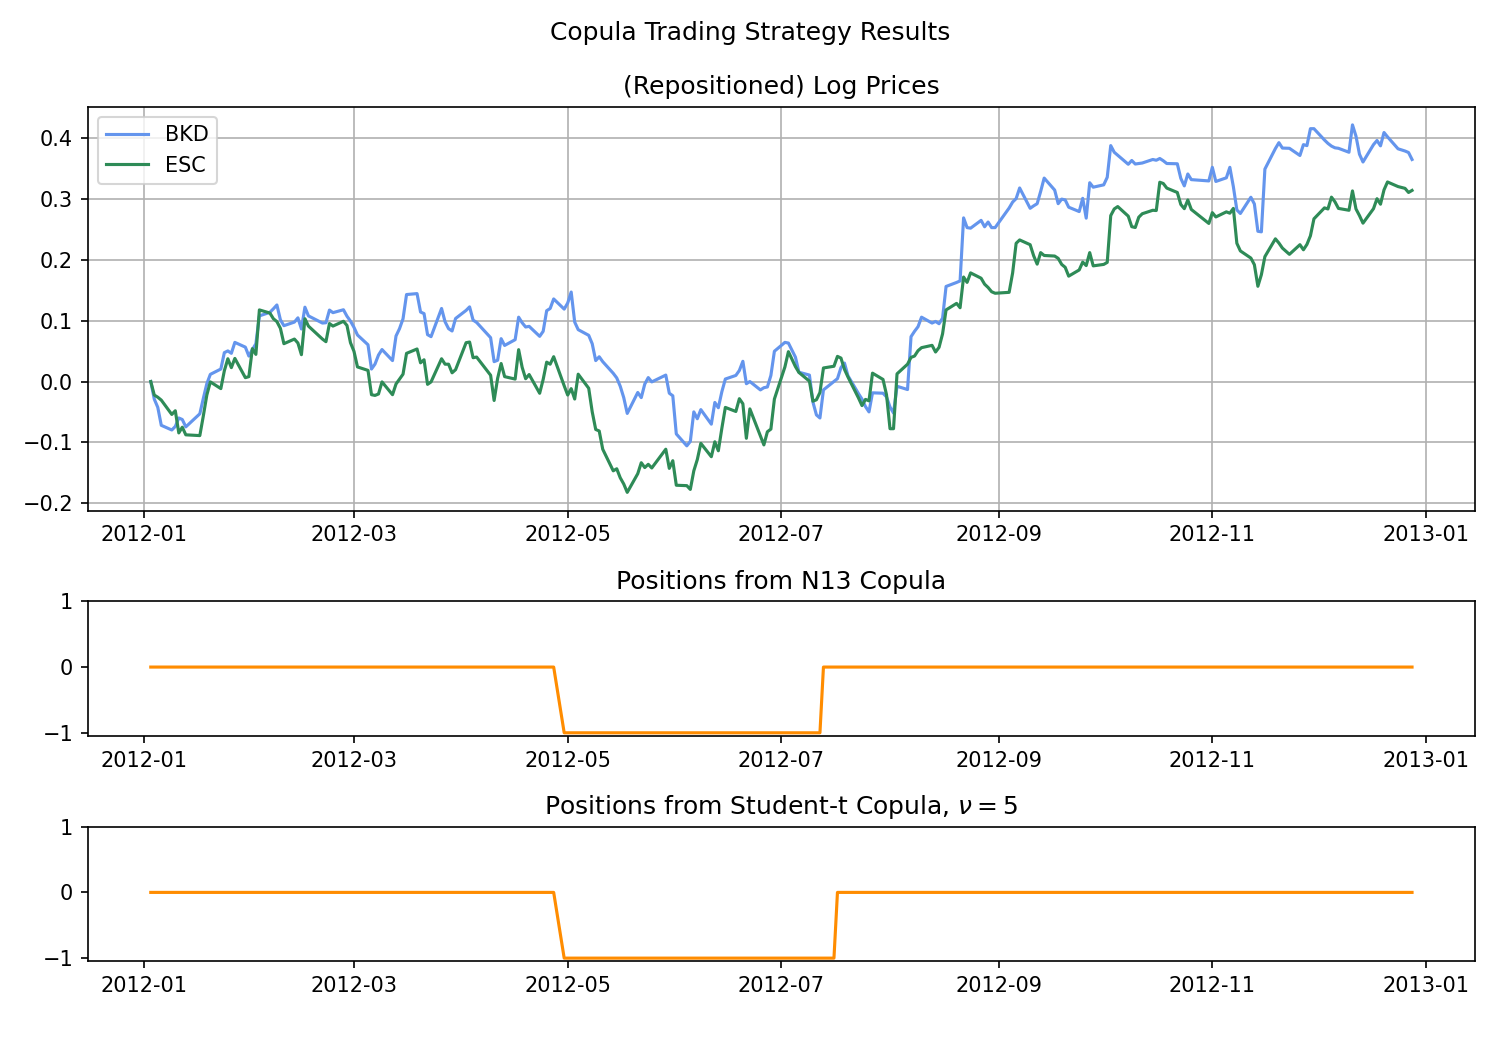 Copula Trading Strategy Results
(Repositioned) Log Prices
BKD
ESC
0.4
0.3
0.2
0.1
0.0
−0.1
−0.2
2012-01 2012-03 2012-05 2012-07 2012-09 2012-11 2013-01
Positions from N13 Copula
1
0
−1
2012-01 2012-03 2012-05 2012-07 2012-09 2012-11 2013-01
Positions from Student-t Copula, ν = 5
1
0
−1
2012-01 2012-03 2012-05 2012-07 2012-09 2012-11 2013-01